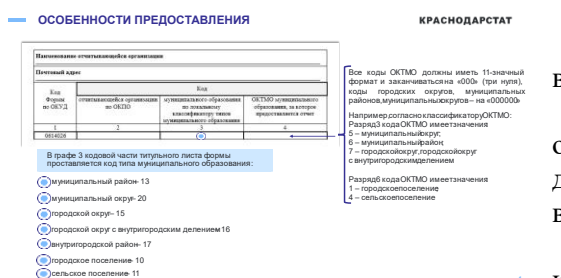 ОСОБЕННОСТИ ПРЕДОСТАВЛЕНИЯ
КРАСНОДАРСТАТ
Наименование отчитывающейся организации
Почтовый адрес
Код
Форма
по ОКУД
Код
отчитывающейся организации
по ОКПО
муниципального образования
по локальному
классификатору типов
муниципального образования
ОКТМО муниципального
образования, за которое
предоставляется отчет
1 2 3 4
0614026
В графе 3 кодовой части титульного листа формы
проставляется код типа муниципального образования:
муниципальный район- 13
муниципальный округ- 20
городской округ- 15
городской округ с внутригородским делением16
внутригородской район- 17
городское поселение- 10
сельское поселение- 11
Все коды ОКТМО должны иметь 11-значный
формат и заканчиваться на «000» (три нуля),
коды городских округов, муниципальных
районов,муниципальныхокругов– на «000000»
Например,согласноклассификаторуОКТМО:
Разряд3 кодаОКТМО имеетзначения
5 – муниципальныйокруг;
6 – муниципальныйрайон;
7 – городскойокруг,городскойокруг
с внутригородскимделением
Разряд6 кодаОКТМО имеетзначения
1 – городскоепоселение;
4 – сельскоепоселение